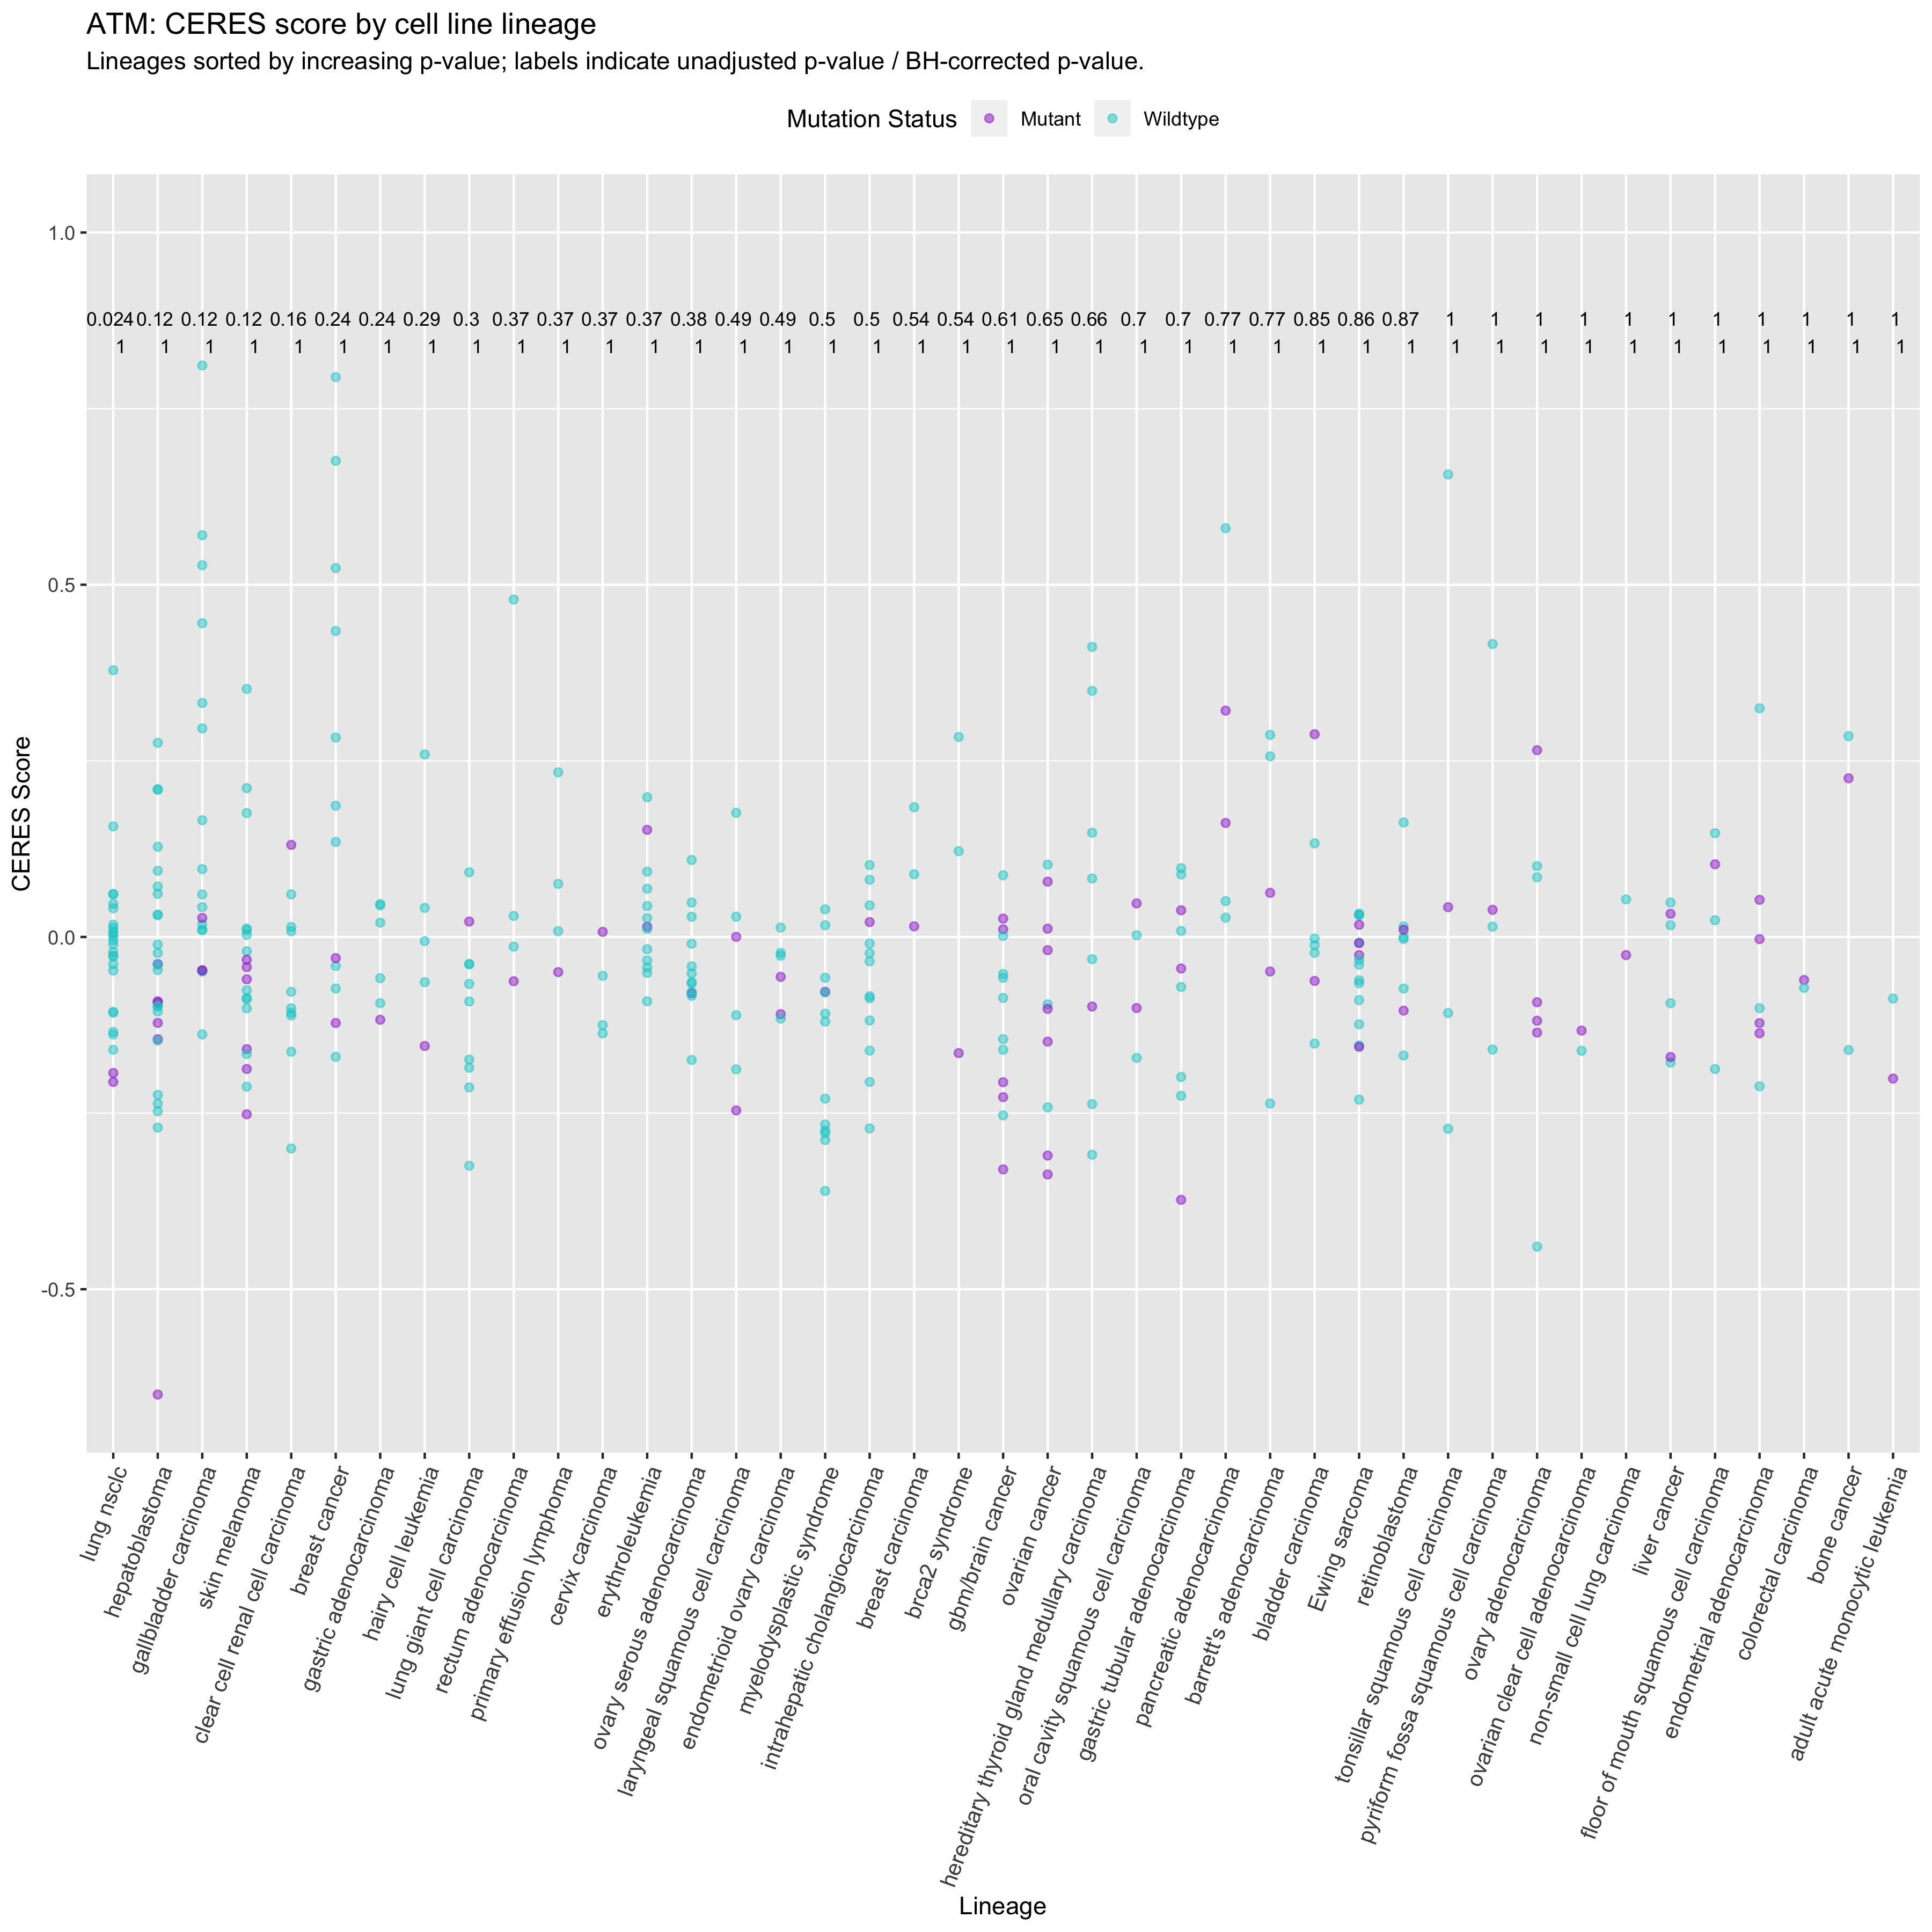 ATM: CERES score by cell line lineage
Lineages sorted by increasing p-value; labels indicate unadjusted p-value / BH-corrected p-value.
Mutation Status Mutant Wildtype
1.0
0.024 0.12 0.12 0.12 0.16 0.24 0.24 0.29 0.3 0.37 0.37 0.37 0.37 0.38 0.49 0.49 0.5 0.5 0.54 0.54 0.61 0.65 0.66 0.7 0.7 0.77 0.77 0.85 0.86 0.87 1 1 1 1 1 1 1 1 1 1 1
1 1 1 1 1 1 1 1 1 1 1 1 1 1 1 1 1 1 1 1 1 1 1 1 1 1 1 1 1 1 1 1 1 1 1 1 1 1 1 1 1
0.5
CERES Score
0.0
-0.5
lung nsclc
hepatoblastoma
gallbladder carcinoma
skin melanoma
clear cell renal cell carcinoma
breast cancer
gastric adenocarcinoma
hairy cell leukemia
lung giant cell carcinoma
rectum adenocarcinoma
primary effusion lymphoma
cervix carcinoma
erythroleukemia
ovary serous adenocarcinoma
laryngeal squamous cell carcinoma
endometrioid ovary carcinoma
myelodysplastic syndrome
intrahepatic cholangiocarcinoma
breast carcinoma
brca2 syndrome
gbm/brain cancer
ovarian cancer
hereditary thyroid gland medullary carcinoma
oral cavity squamous cell carcinoma
gastric tubular adenocarcinoma
pancreatic adenocarcinoma
barrett's adenocarcinoma
bladder carcinoma
Ewing sarcoma
retinoblastoma
tonsillar squamous cell carcinoma
pyriform fossa squamous cell carcinoma
ovary adenocarcinoma
ovarian clear cell adenocarcinoma
non-small cell lung carcinoma
liver cancer
floor of mouth squamous cell carcinoma
endometrial adenocarcinoma
colorectal carcinoma
bone cancer
adult acute monocytic leukemia
Lineage